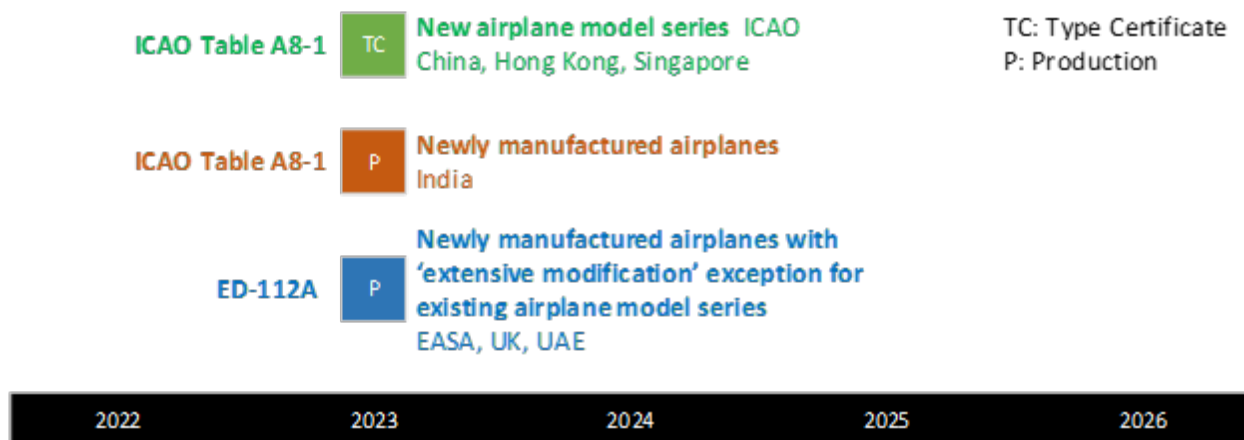 ICAO Table A8-1 TC New airplane model series ICAO
China, Hong Kong, Singapore
TC: Type Certificate
P: Production
ICAO Table A8-1 P Newly manufactured airplanes
India
ED-112A P Newly manufactured airplanes with
‘extensive modification’ exception for
existing airplane model series
EASA, UK, UAE
2022 2023 2024 2025 2026